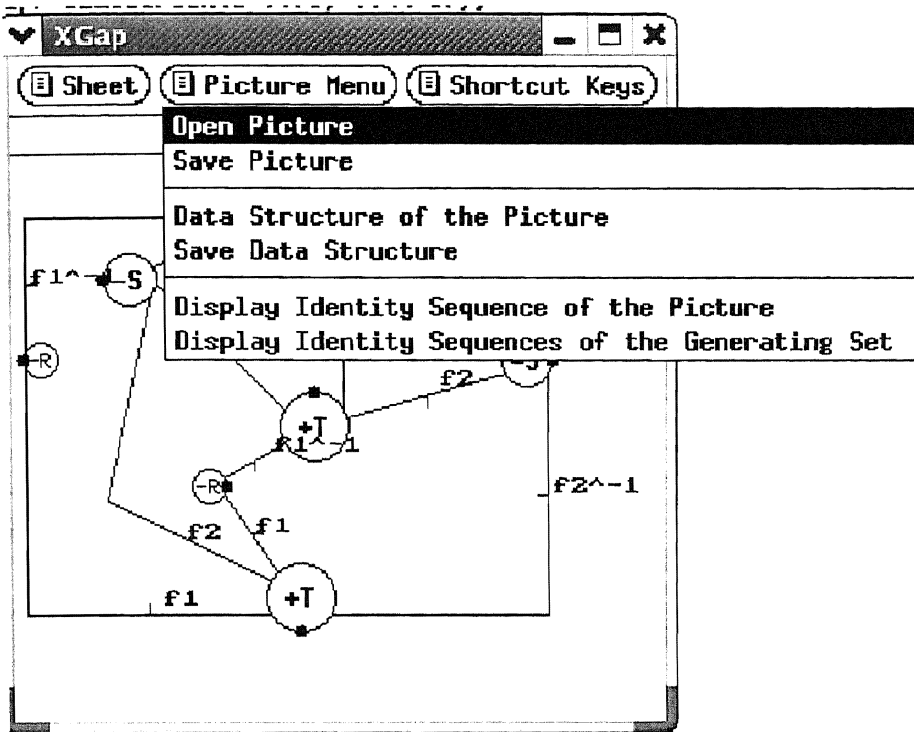 XGap
Sheet Picture Menu Shortcut Keys
Open Picture
Save Picture
Data Structure of the Picture
Save Data Structure
Display Identity Sequence of the Picture
Display Identity Sequences of the Generating Set
f1^-1 -S
-R
f2
+T
f1^-1
-R
f2^-1
f2 f1
f1 +T